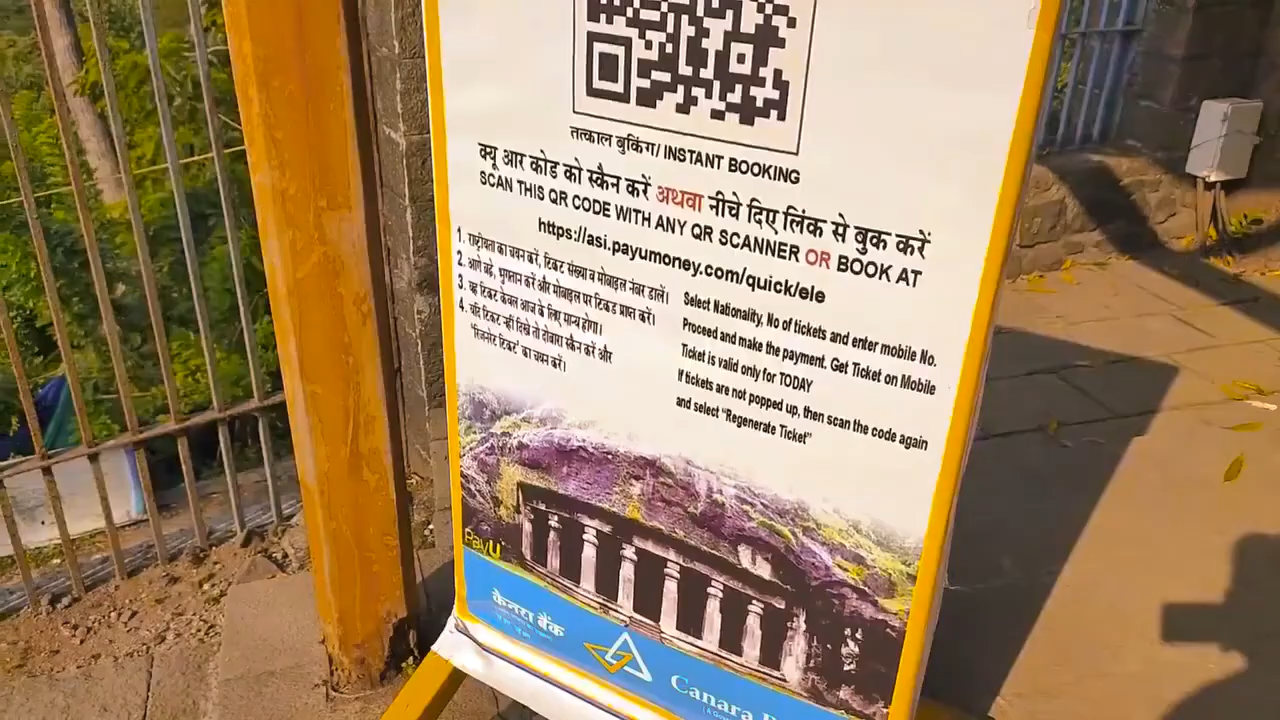 तत्काल बुकिंग/ INSTANT BOOKING
क्यू आर कोड को स्कैन करें अथवा नीचे दिए लिंक से बुक करें
SCAN THIS QR CODE WITH ANY QR SCANNER OR BOOK AT
https://asi.payumoney.com/quick/ele
1. राष्ट्रीयता का चयन करें, टिकट संख्या व मोबाइल नंबर डालें।
2. आगे बढ़े, भुगतान करें और मोबाइल पर टिकट प्राप्त करें।
3. यह टिकट केवल आज के लिए मान्य होगा।
4. यदि टिकट नहीं दिखे तो दोबारा स्कैन करें और
'रिजनरेट टिकट' का चयन करें।
Select Nationality, No of tickets and enter mobile No.
Proceed and make the payment. Get Ticket on Mobile
Ticket is valid only for TODAY
If tickets are not popped up, then scan the code again
and select "Regenerate Ticket"
PayU
केनरा बैंक
Canara